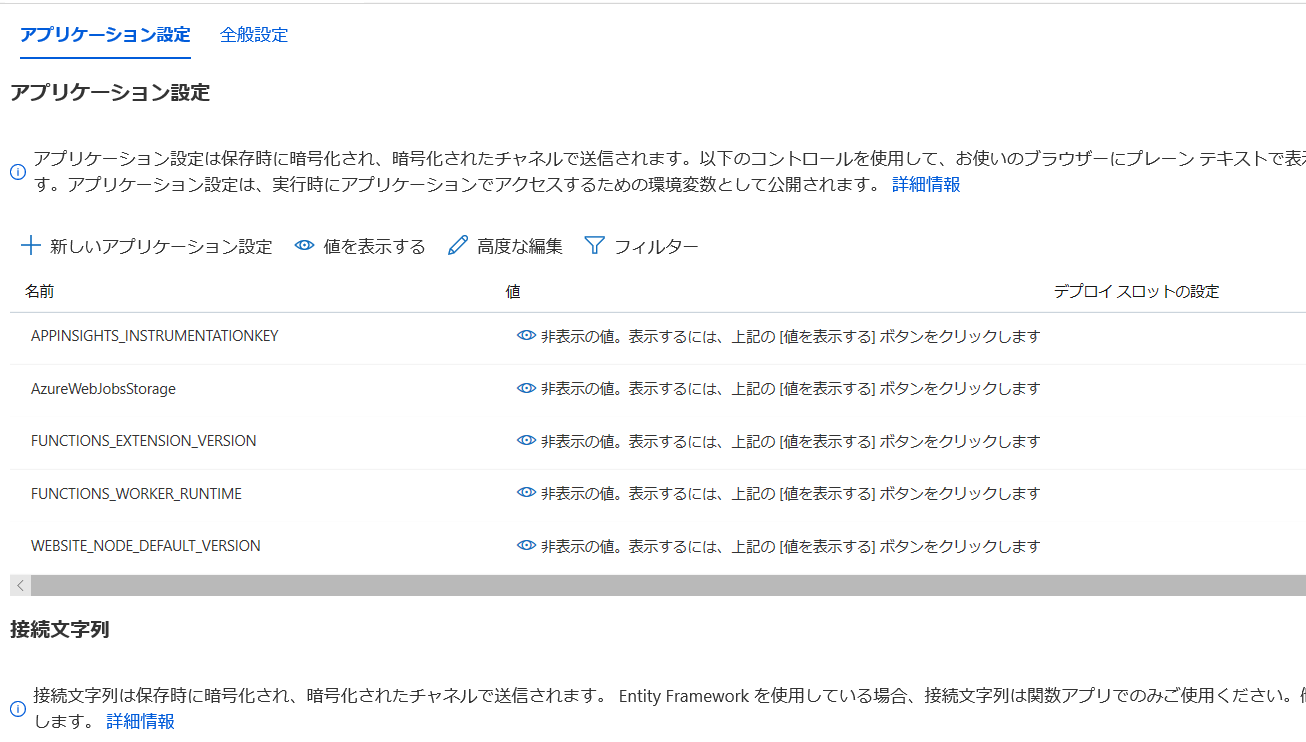 アプリケーション設定 全般設定
アプリケーション設定
アプリケーション設定は保存時に暗号化され、暗号化されたチャネルで送信されます。以下のコントロールを使用して、お使いのブラウザーにプレーン テキストで表
す。アプリケーション設定は、実行時にアプリケーションでアクセスするための環境変数として公開されます。 詳細情報
新しいアプリケーション設定 値を表示する 高度な編集 フィルター
名前 値 デプロイ スロットの設定
APPINSIGHTS_INSTRUMENTATIONKEY 非表示の値。表示するには、上記の [値を表示する] ボタンをクリックします
AzureWebJobsStorage 非表示の値。表示するには、上記の [値を表示する] ボタンをクリックします
FUNCTIONS_EXTENSION_VERSION 非表示の値。表示するには、上記の [値を表示する] ボタンをクリックします
FUNCTIONS_WORKER_RUNTIME 非表示の値。表示するには、上記の [値を表示する] ボタンをクリックします
WEBSITE_NODE_DEFAULT_VERSION 非表示の値。表示するには、上記の [値を表示する] ボタンをクリックします
接続文字列
接続文字列は保存時に暗号化され、暗号化されたチャネルで送信されます。 Entity Framework を使用している場合、接続文字列は関数アプリでのみご使用ください。
します。 詳細情報